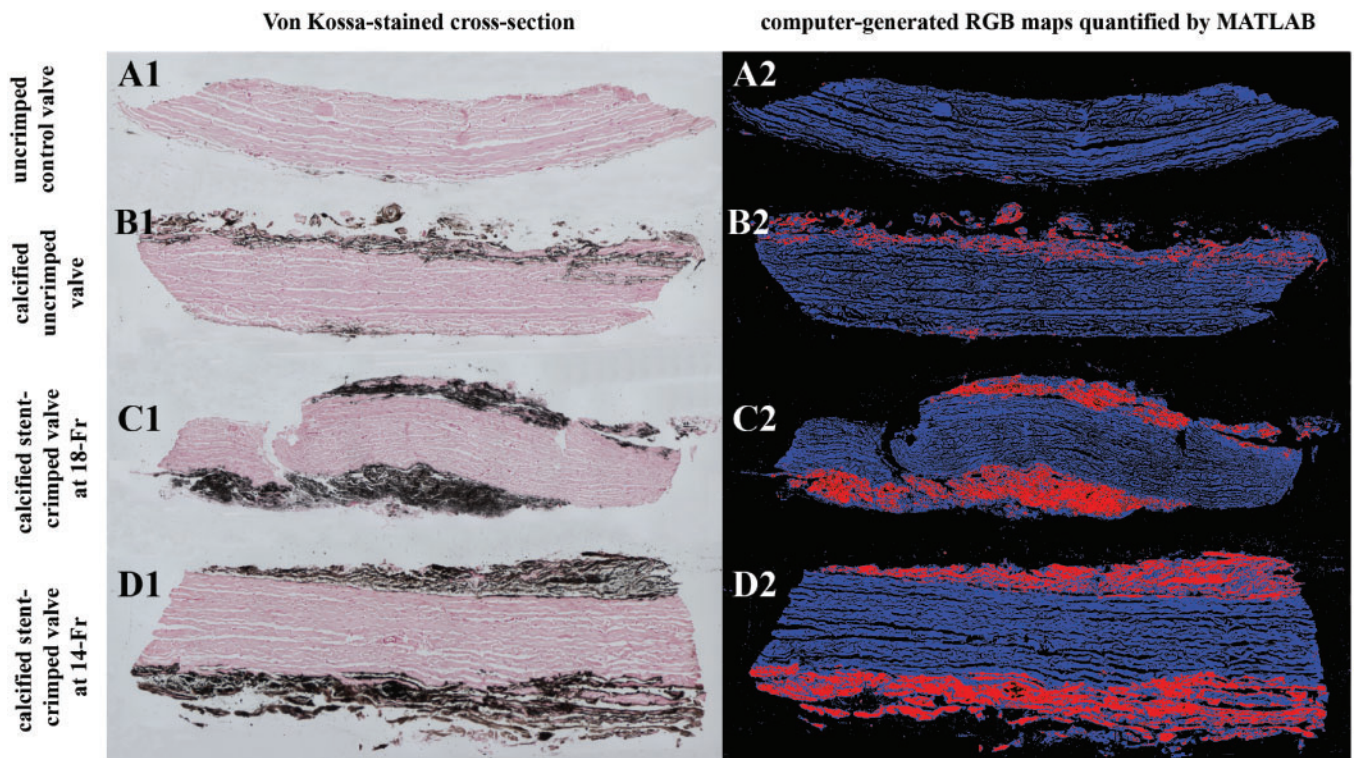 Von Kossa-stained cross-section
computer-generated RGB maps quantified by MATLAB
uncrimped
control valve
A1
A2
calcified
uncrimped
valve
B1
B2
calcified stent-
crimped valve
at 18-Fr
C1
C2
calcified stent-
crimped valve
at 14-Fr
D1
D2